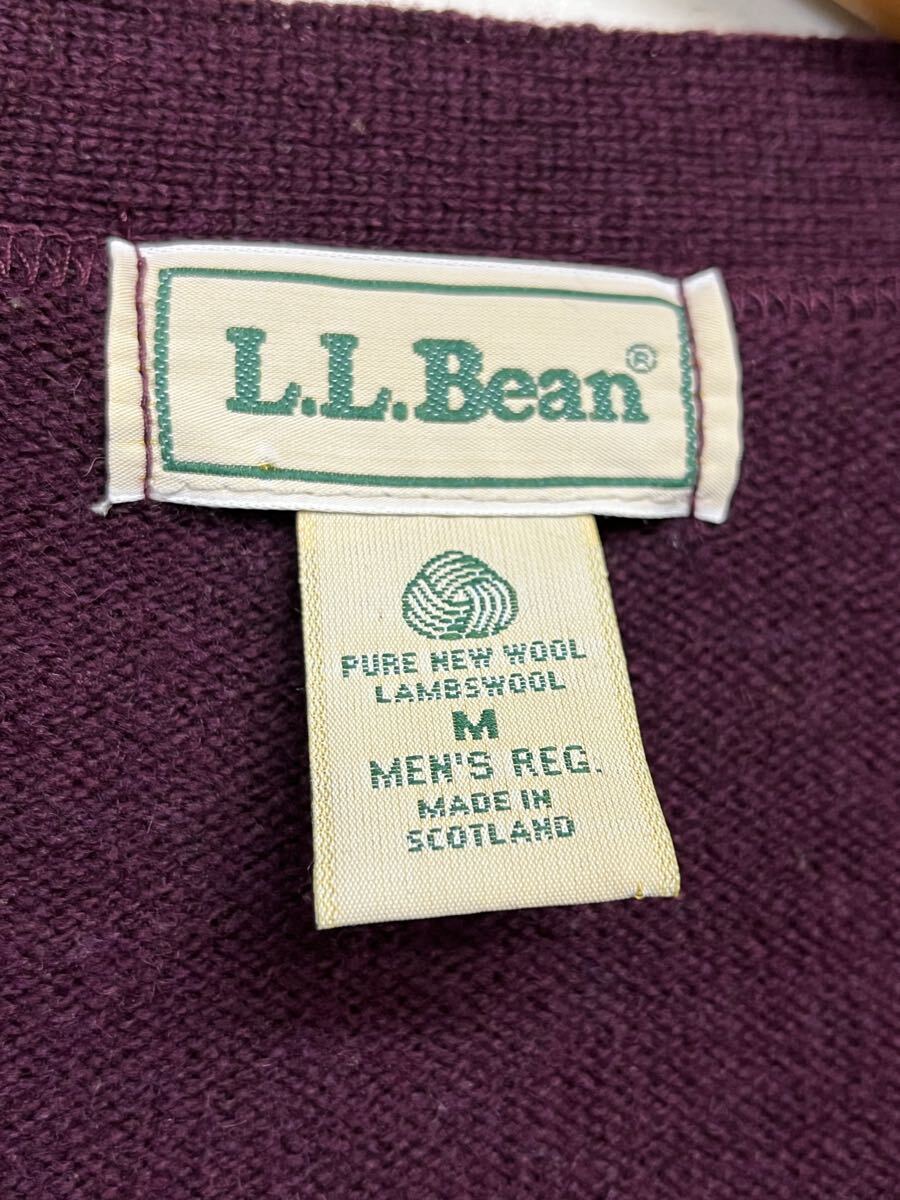 L.L.Bean®
PURE NEW WOOL
LAMBSWOOL
M
MEN'S REG.
MADE IN
SCOTLAND